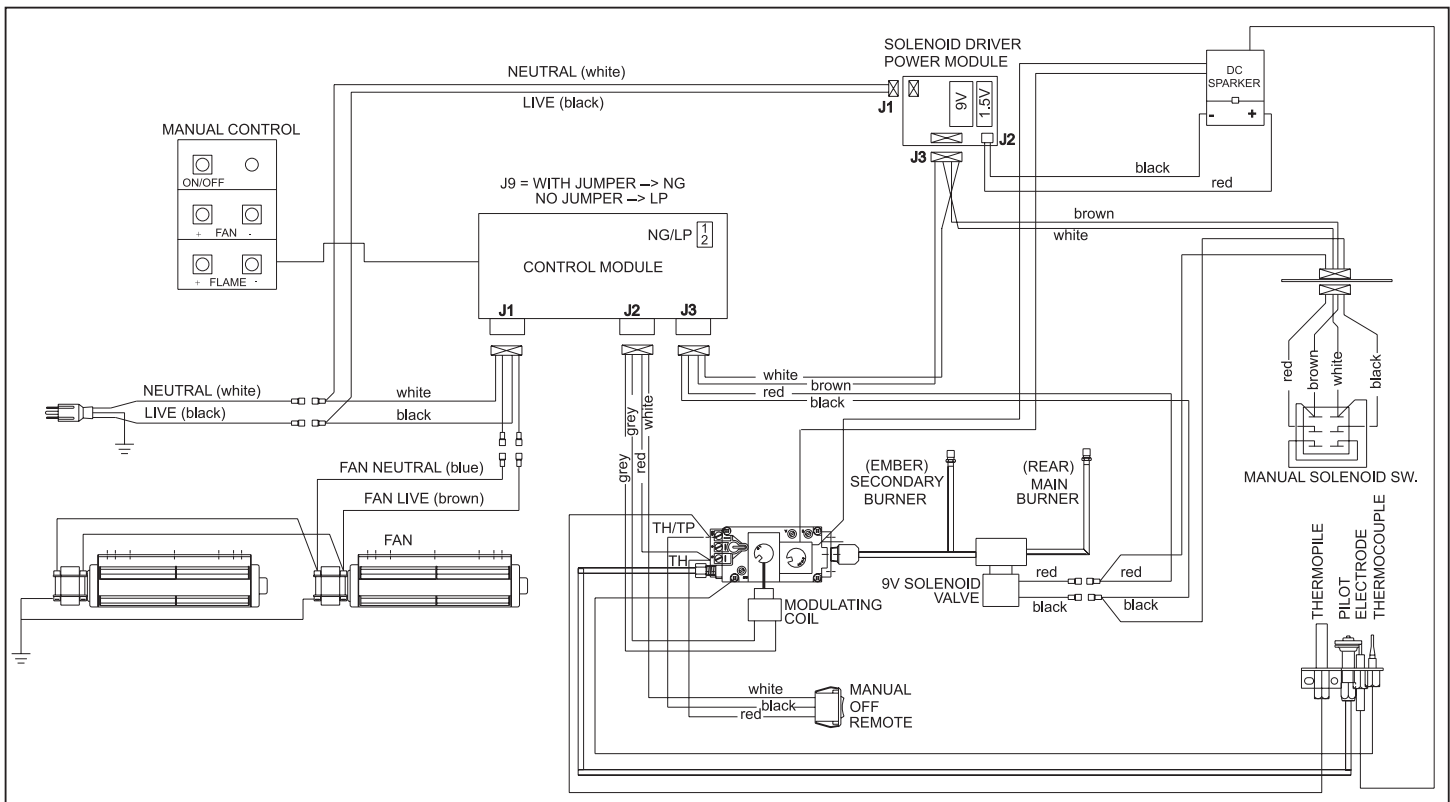 SOLENOID DRIVER
POWER MODULE
NEUTRAL (white)
LIVE (black)
J1
9V
1.5V
J2
J3
DC
SPARKER
-
+
black
red
brown
white
MANUAL CONTROL
ON/OFF
+ FAN -
+ FLAME -
J9 = WITH JUMPER –> NG
NO JUMPER –> LP
NG/LP
1
2
CONTROL MODULE
J1
J2
J3
NEUTRAL (white)
LIVE (black)
white
black
white
brown
red
black
grey
grey
red
white
red
brown
white
black
MANUAL SOLENOID SW.
FAN NEUTRAL (blue)
FAN LIVE (brown)
FAN
(EMBER)
SECONDARY
BURNER
(REAR)
MAIN
BURNER
TH/TP
TH
MODULATING
COIL
9V SOLENOID
VALVE
red
red
black
black
THERMOPILE
PILOT
ELECTRODE
THERMOCOUPLE
white
black
red
MANUAL
OFF
REMOTE